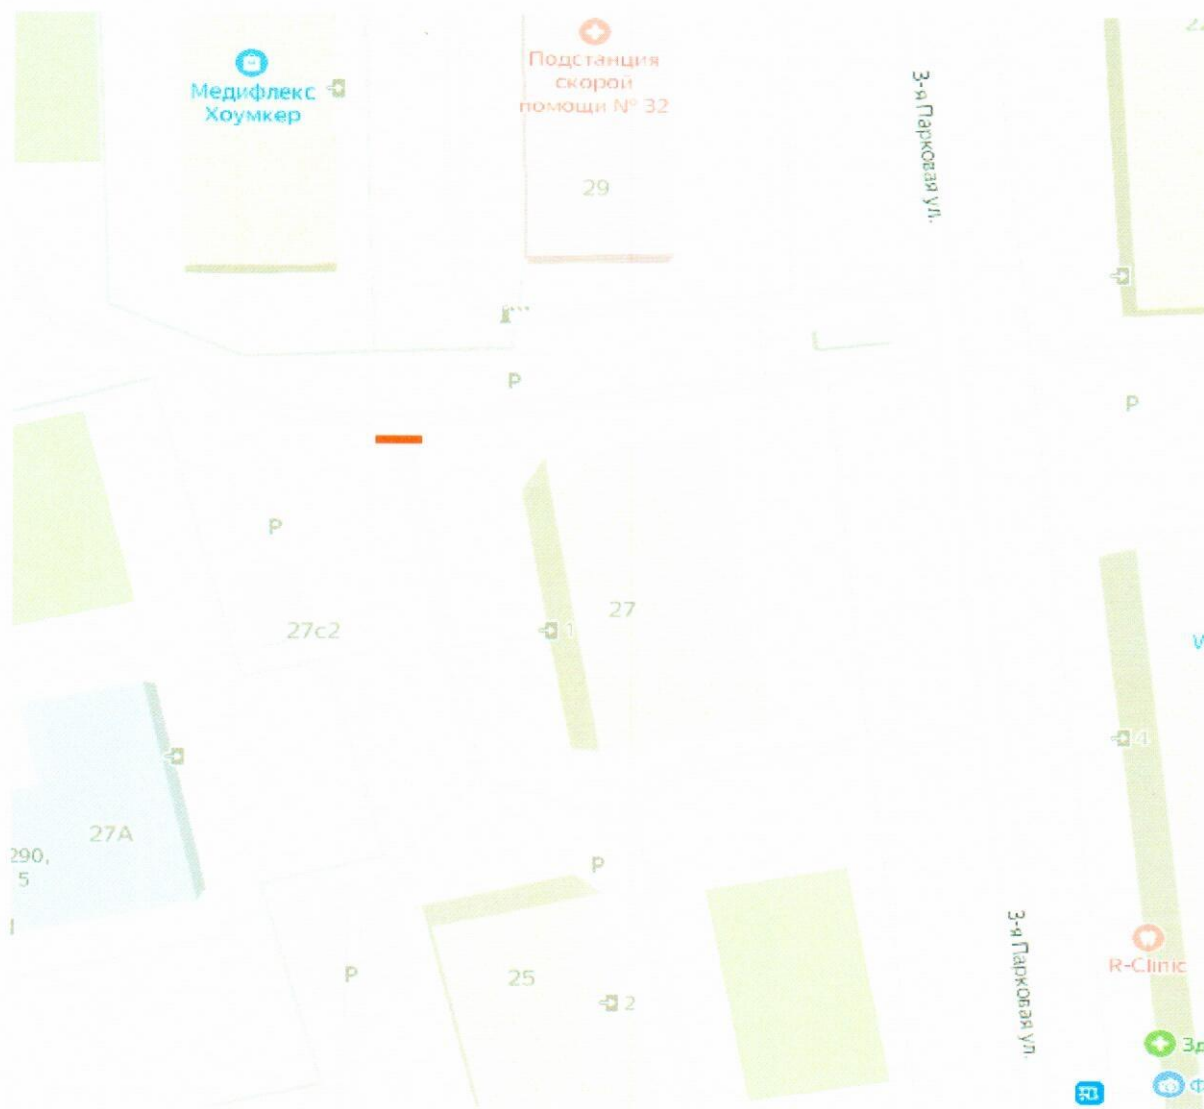 Медифлекс
Хоумкер
Подстанция
скорой
помощи № 32
29
3-я Парковая ул.
P
P
P
27с2
27
1
4
27А
290,
5
P
P
25
2
3-я Парковая ул.
R-Clinic